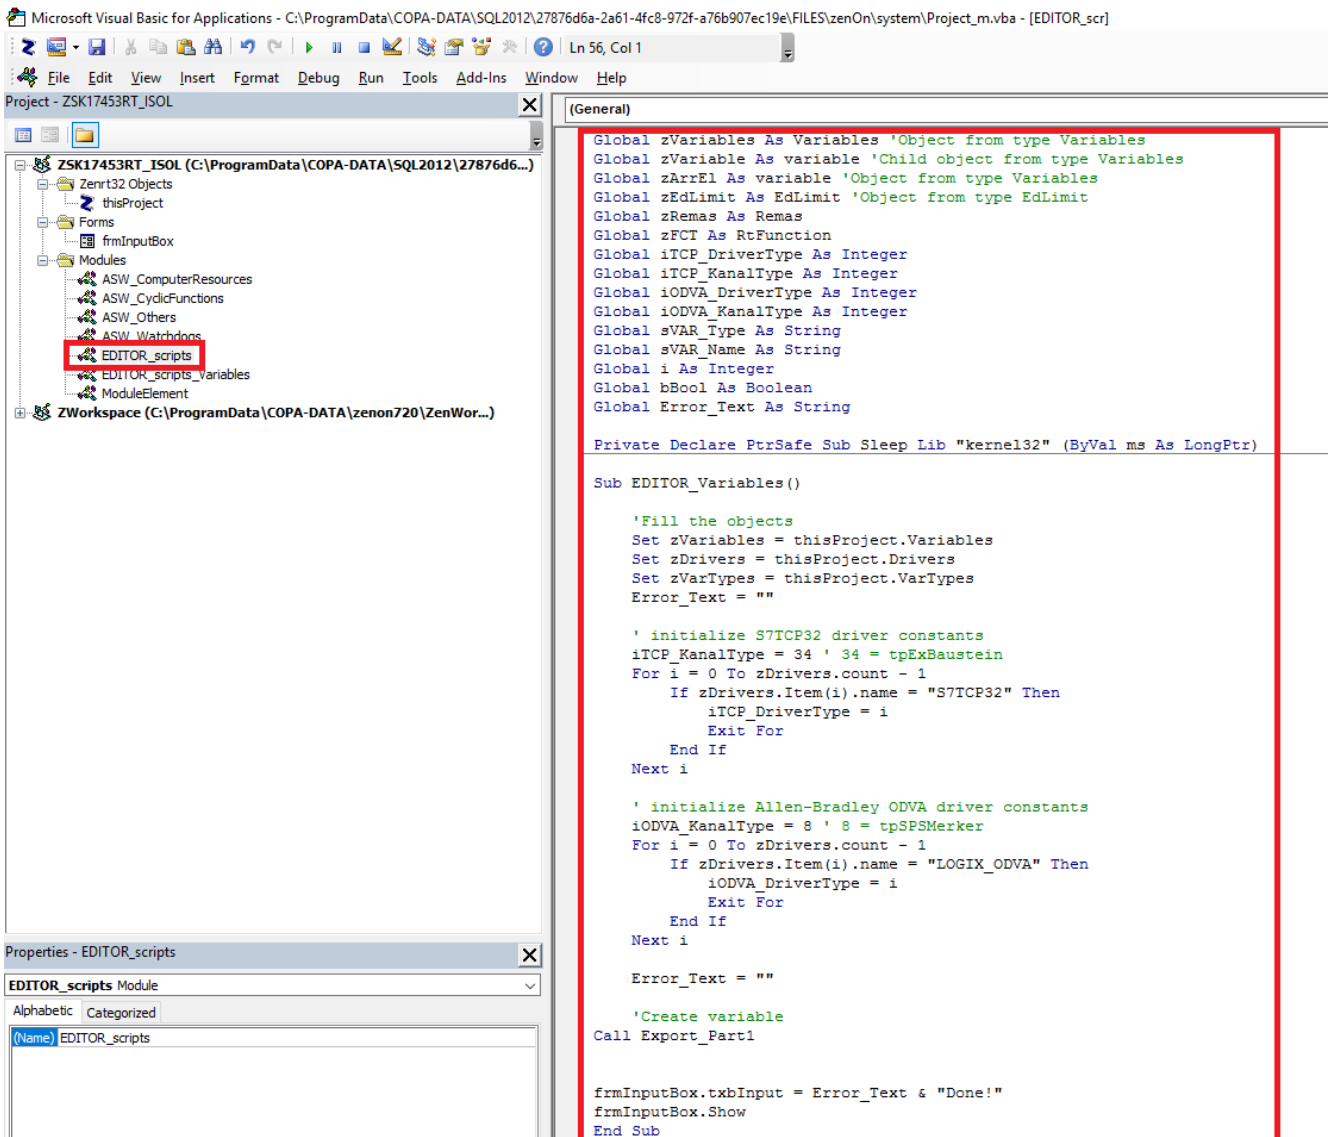 Microsoft Visual Basic for Applications - C:\ProgramData\COPA-DATA\SQL2012\27876d6a-2a61-4fc8-972f-a76b907ec19e\FILES\zenOn\system\Project_m.vba - [EDITOR_scr]
Ln 56, Col 1
File Edit View Insert Format Debug Run Tools Add-Ins Window Help
Project - ZSK17453RT_ISOL
ZSK17453RT_ISOL (C:\ProgramData\COPA-DATA\SQL2012\27876d6...)
Zenrt32 Objects
thisProject
Forms
frmInputBox
Modules
ASW_ComputerResources
ASW_CyclicFunctions
ASW_Others
ASW_Watchdogs
EDITOR_scripts
EDITOR_scripts_Variables
ModuleElement
ZWorkspace (C:\ProgramData\COPA-DATA\zenon720\ZenWor...)
Properties - EDITOR_scripts
EDITOR_scripts Module
Alphabetic Categorized
(Name) EDITOR_scripts
(General)
Global zVariables As Variables 'Object from type Variables
Global zVariable As variable 'Child object from type Variables
Global zArrEl As variable 'Object from type Variables
Global zEdLimit As EdLimit 'Object from type EdLimit
Global zRemas As Remas
Global zFCT As RtFunction
Global iTCP_DriverType As Integer
Global iTCP_KanalType As Integer
Global iODVA_DriverType As Integer
Global iODVA_KanalType As Integer
Global sVAR_Type As String
Global sVAR_Name As String
Global i As Integer
Global bBool As Boolean
Global Error_Text As String
Private Declare PtrSafe Sub Sleep Lib "kernel32" (ByVal ms As LongPtr)
Sub EDITOR_Variables()
'Fill the objects
Set zVariables = thisProject.Variables
Set zDrivers = thisProject.Drivers
Set zVarTypes = thisProject.VarTypes
Error_Text = ""
' initialize S7TCP32 driver constants
iTCP_KanalType = 34 ' 34 = tpExBaustein
For i = 0 To zDrivers.count - 1
If zDrivers.Item(i).name = "S7TCP32" Then
iTCP_DriverType = i
Exit For
End If
Next i
' initialize Allen-Bradley ODVA driver constants
iODVA_KanalType = 8 ' 8 = tpSPSMerker
For i = 0 To zDrivers.count - 1
If zDrivers.Item(i).name = "LOGIX_ODVA" Then
iODVA_DriverType = i
Exit For
End If
Next i
Error_Text = ""
'Create variable
Call Export_Part1
frmInputBox.txbInput = Error_Text & "Done!"
frmInputBox.Show
End Sub